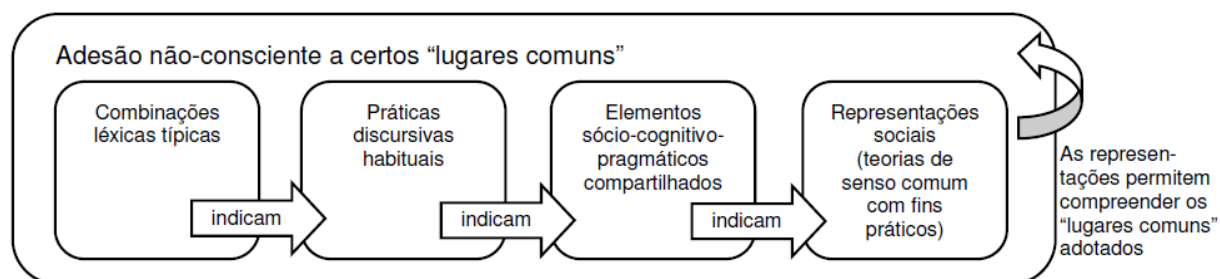 Adesão não-consciente a certos “lugares comuns”
Combinações
léxicas típicas
indicam
Práticas
discursivas
habituais
indicam
Elementos
sócio-cognitivo-
pragmáticos
compartilhados
indicam
Representações
sociais
(teorias de
senso comum
com fins
práticos)
As represen-
tações permitem
compreender os
“lugares comuns”
adotados